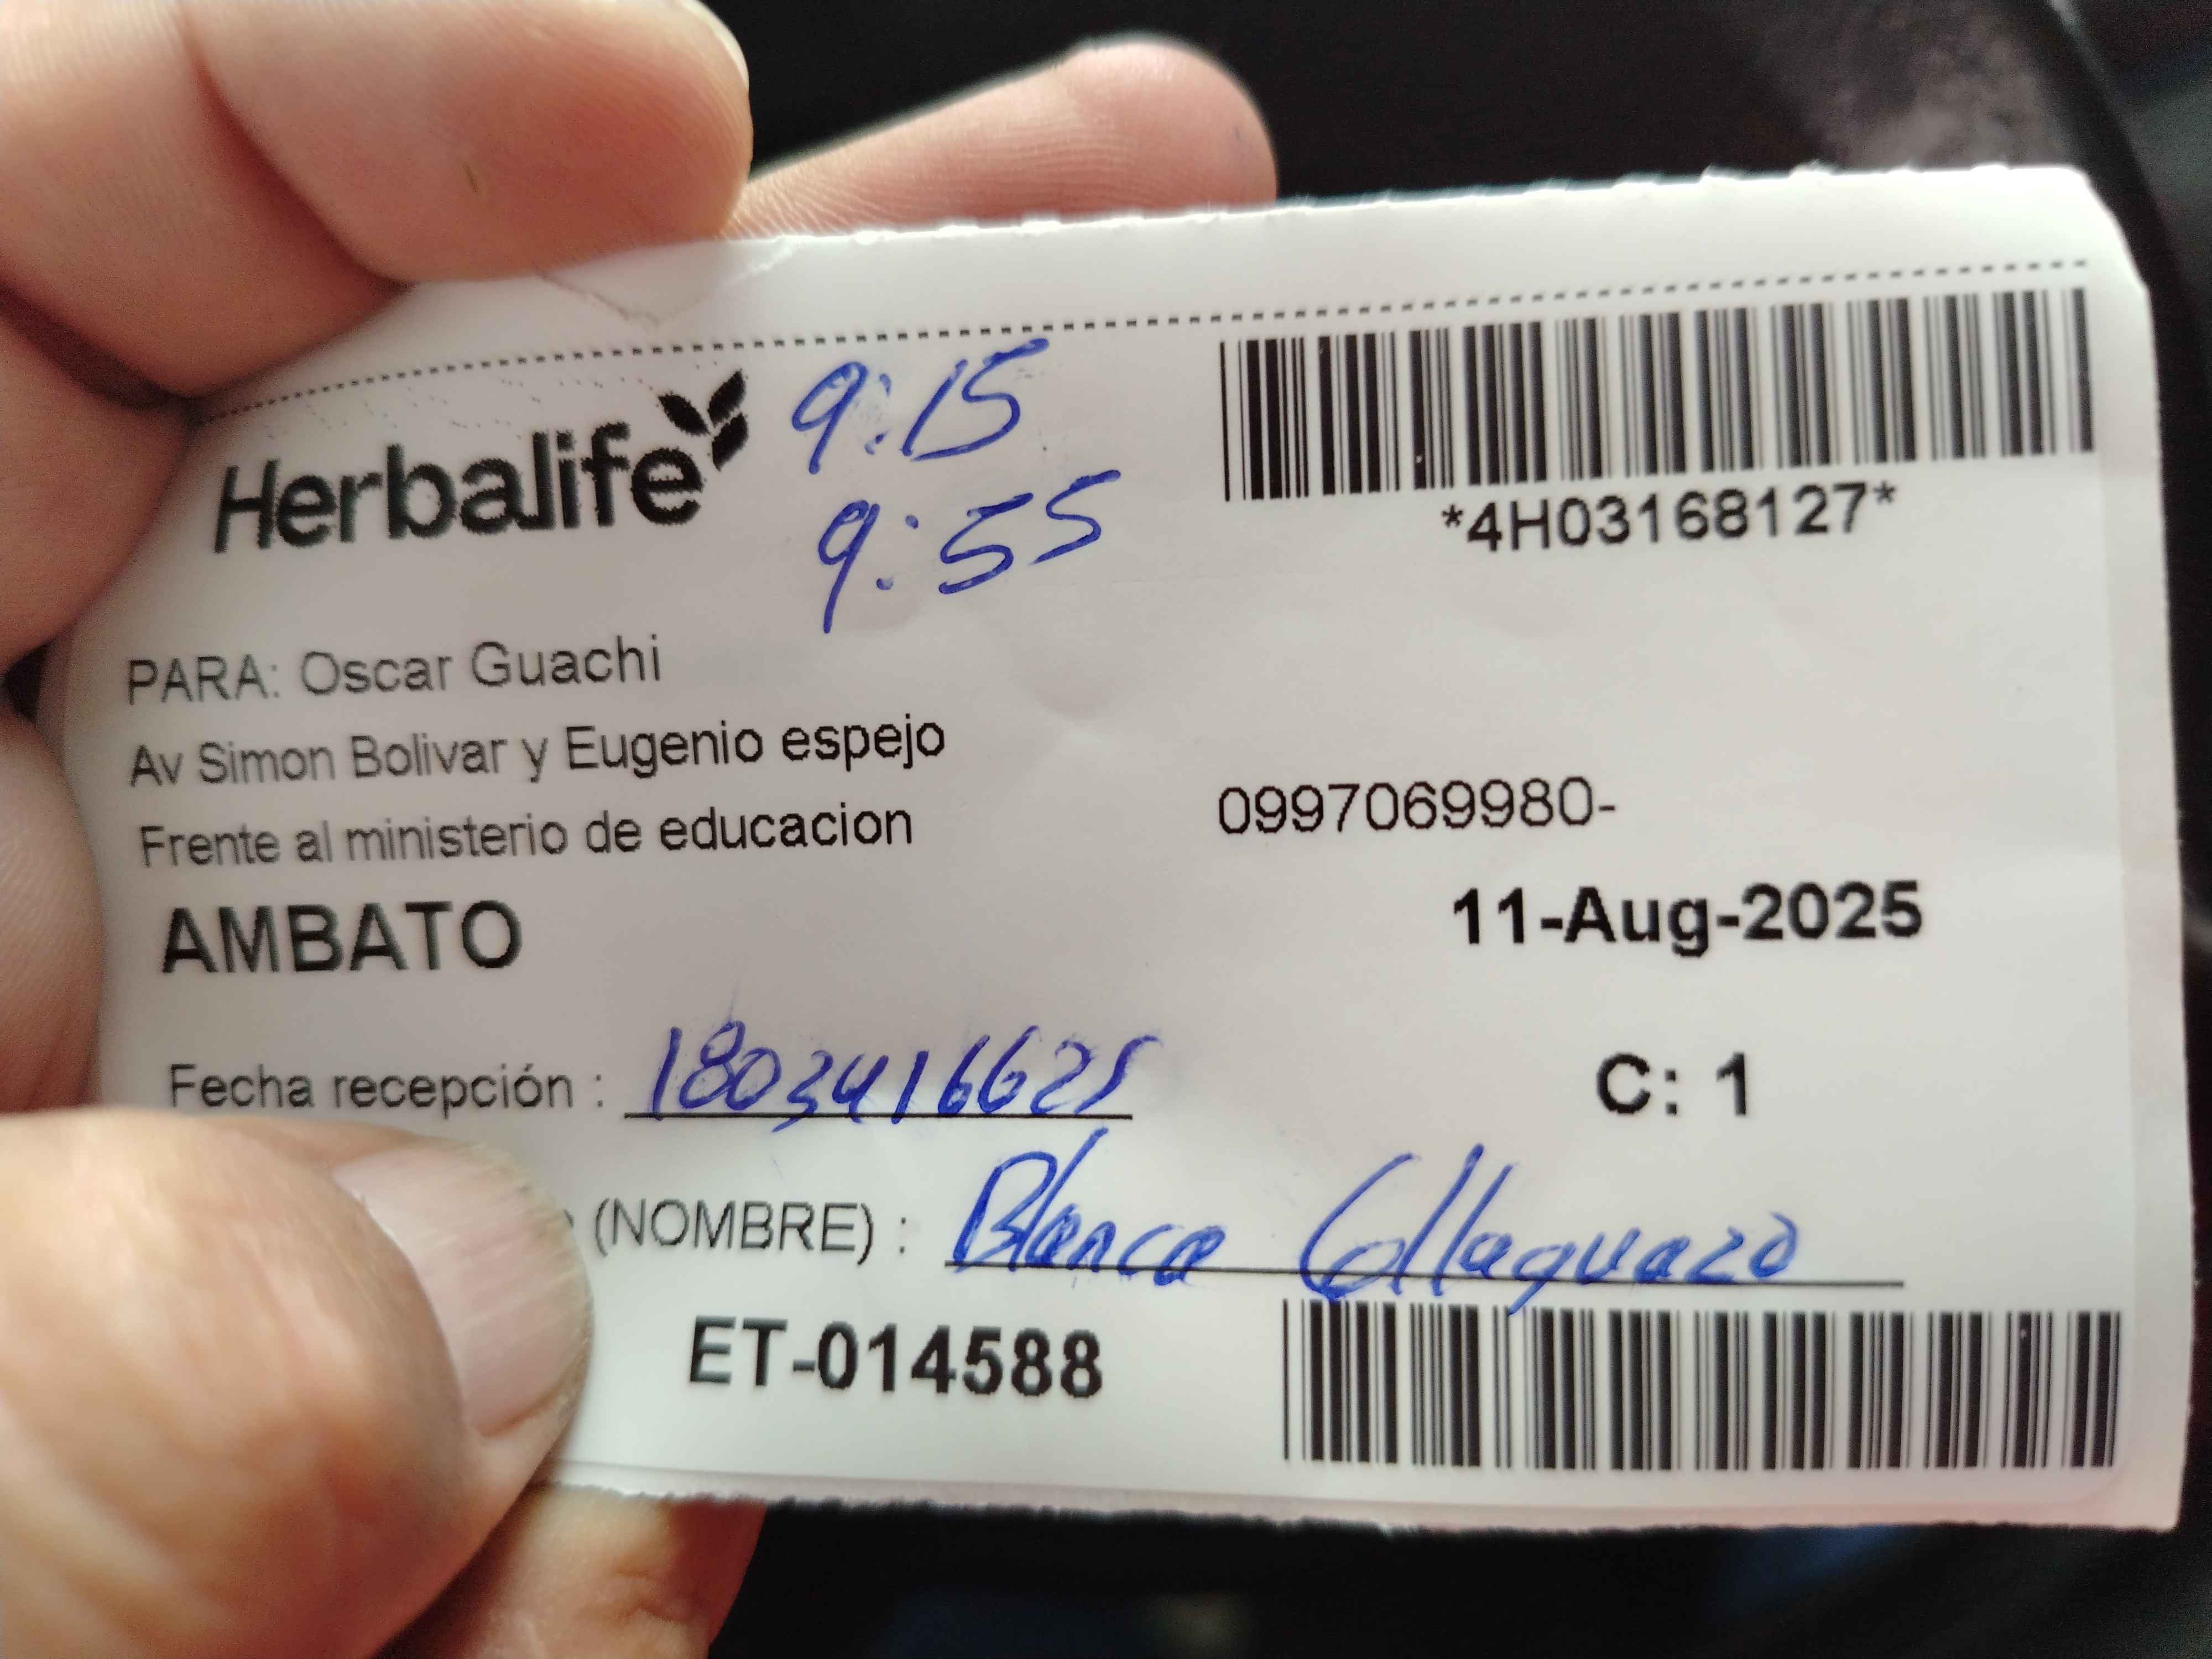 Herbalife 9:15
9:55
*4H03168127*
PARA: Oscar Guachi
Av Simon Bolivar y Eugenio espejo
Frente al ministerio de educacion
0997069980-
AMBATO
11-Aug-2025
Fecha recepción : 1803416625
C: 1
(NOMBRE) : Blanca Collaguazo
ET-014588